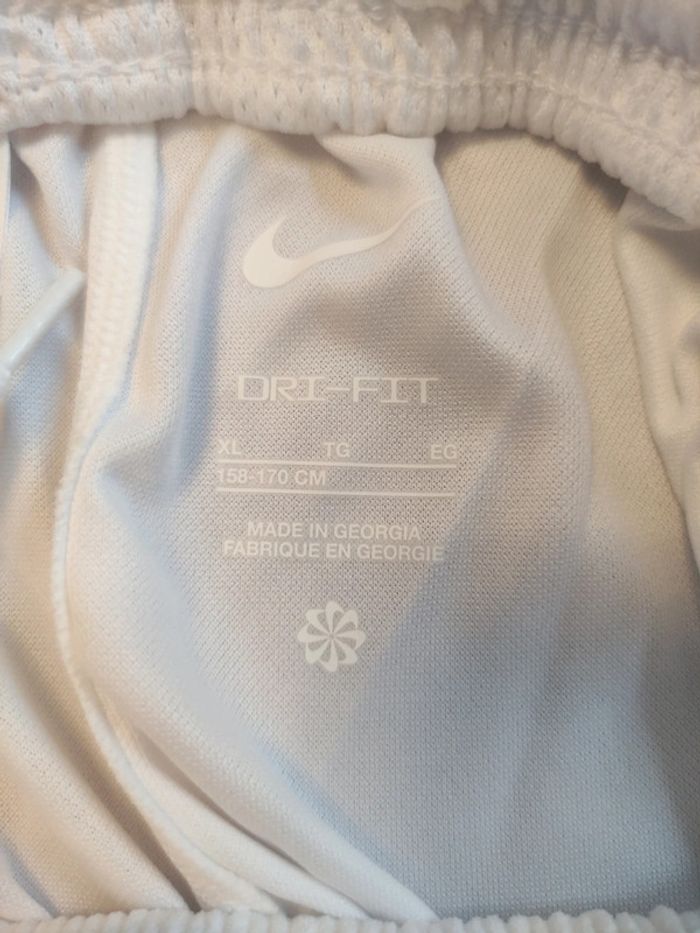 DRI-FIT
XL TG EG
158-170 CM
MADE IN GEORGIA
FABRIQUE EN GEORGIE